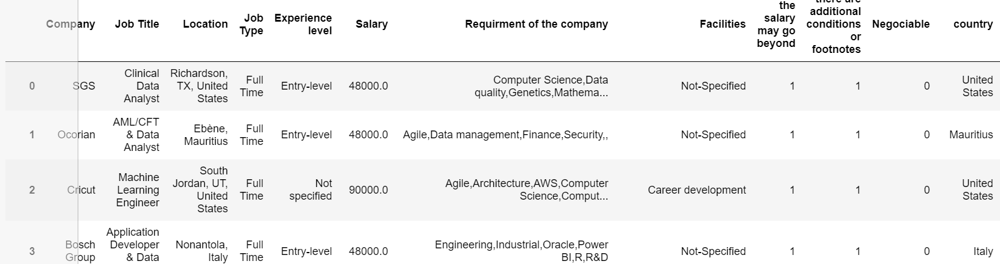 Company Job Title Location Job Type Experience level Salary Requirment of the company Facilities the salary may go beyond there are additional conditions or footnotes Negociable country
0 SGS Clinical Data Analyst Richardson, TX, United States Full Time Entry-level 48000.0 Computer Science,Data quality,Genetics,Mathema... Not-Specified 1 1 0 United States
1 Ocorian AML/CFT & Data Analyst Ebène, Mauritius Full Time Entry-level 48000.0 Agile,Data management,Finance,Security,, Not-Specified 1 1 0 Mauritius
2 Cricut Machine Learning Engineer South Jordan, UT, United States Full Time Not specified 90000.0 Agile,Architecture,AWS,Computer Science,Comput... Career development 1 1 0 United States
3 Bosch Group Application Developer & Data Nonantola, Italy Full Time Entry-level 48000.0 Engineering,Industrial,Oracle,Power BI,R,R&D Not-Specified 1 1 0 Italy